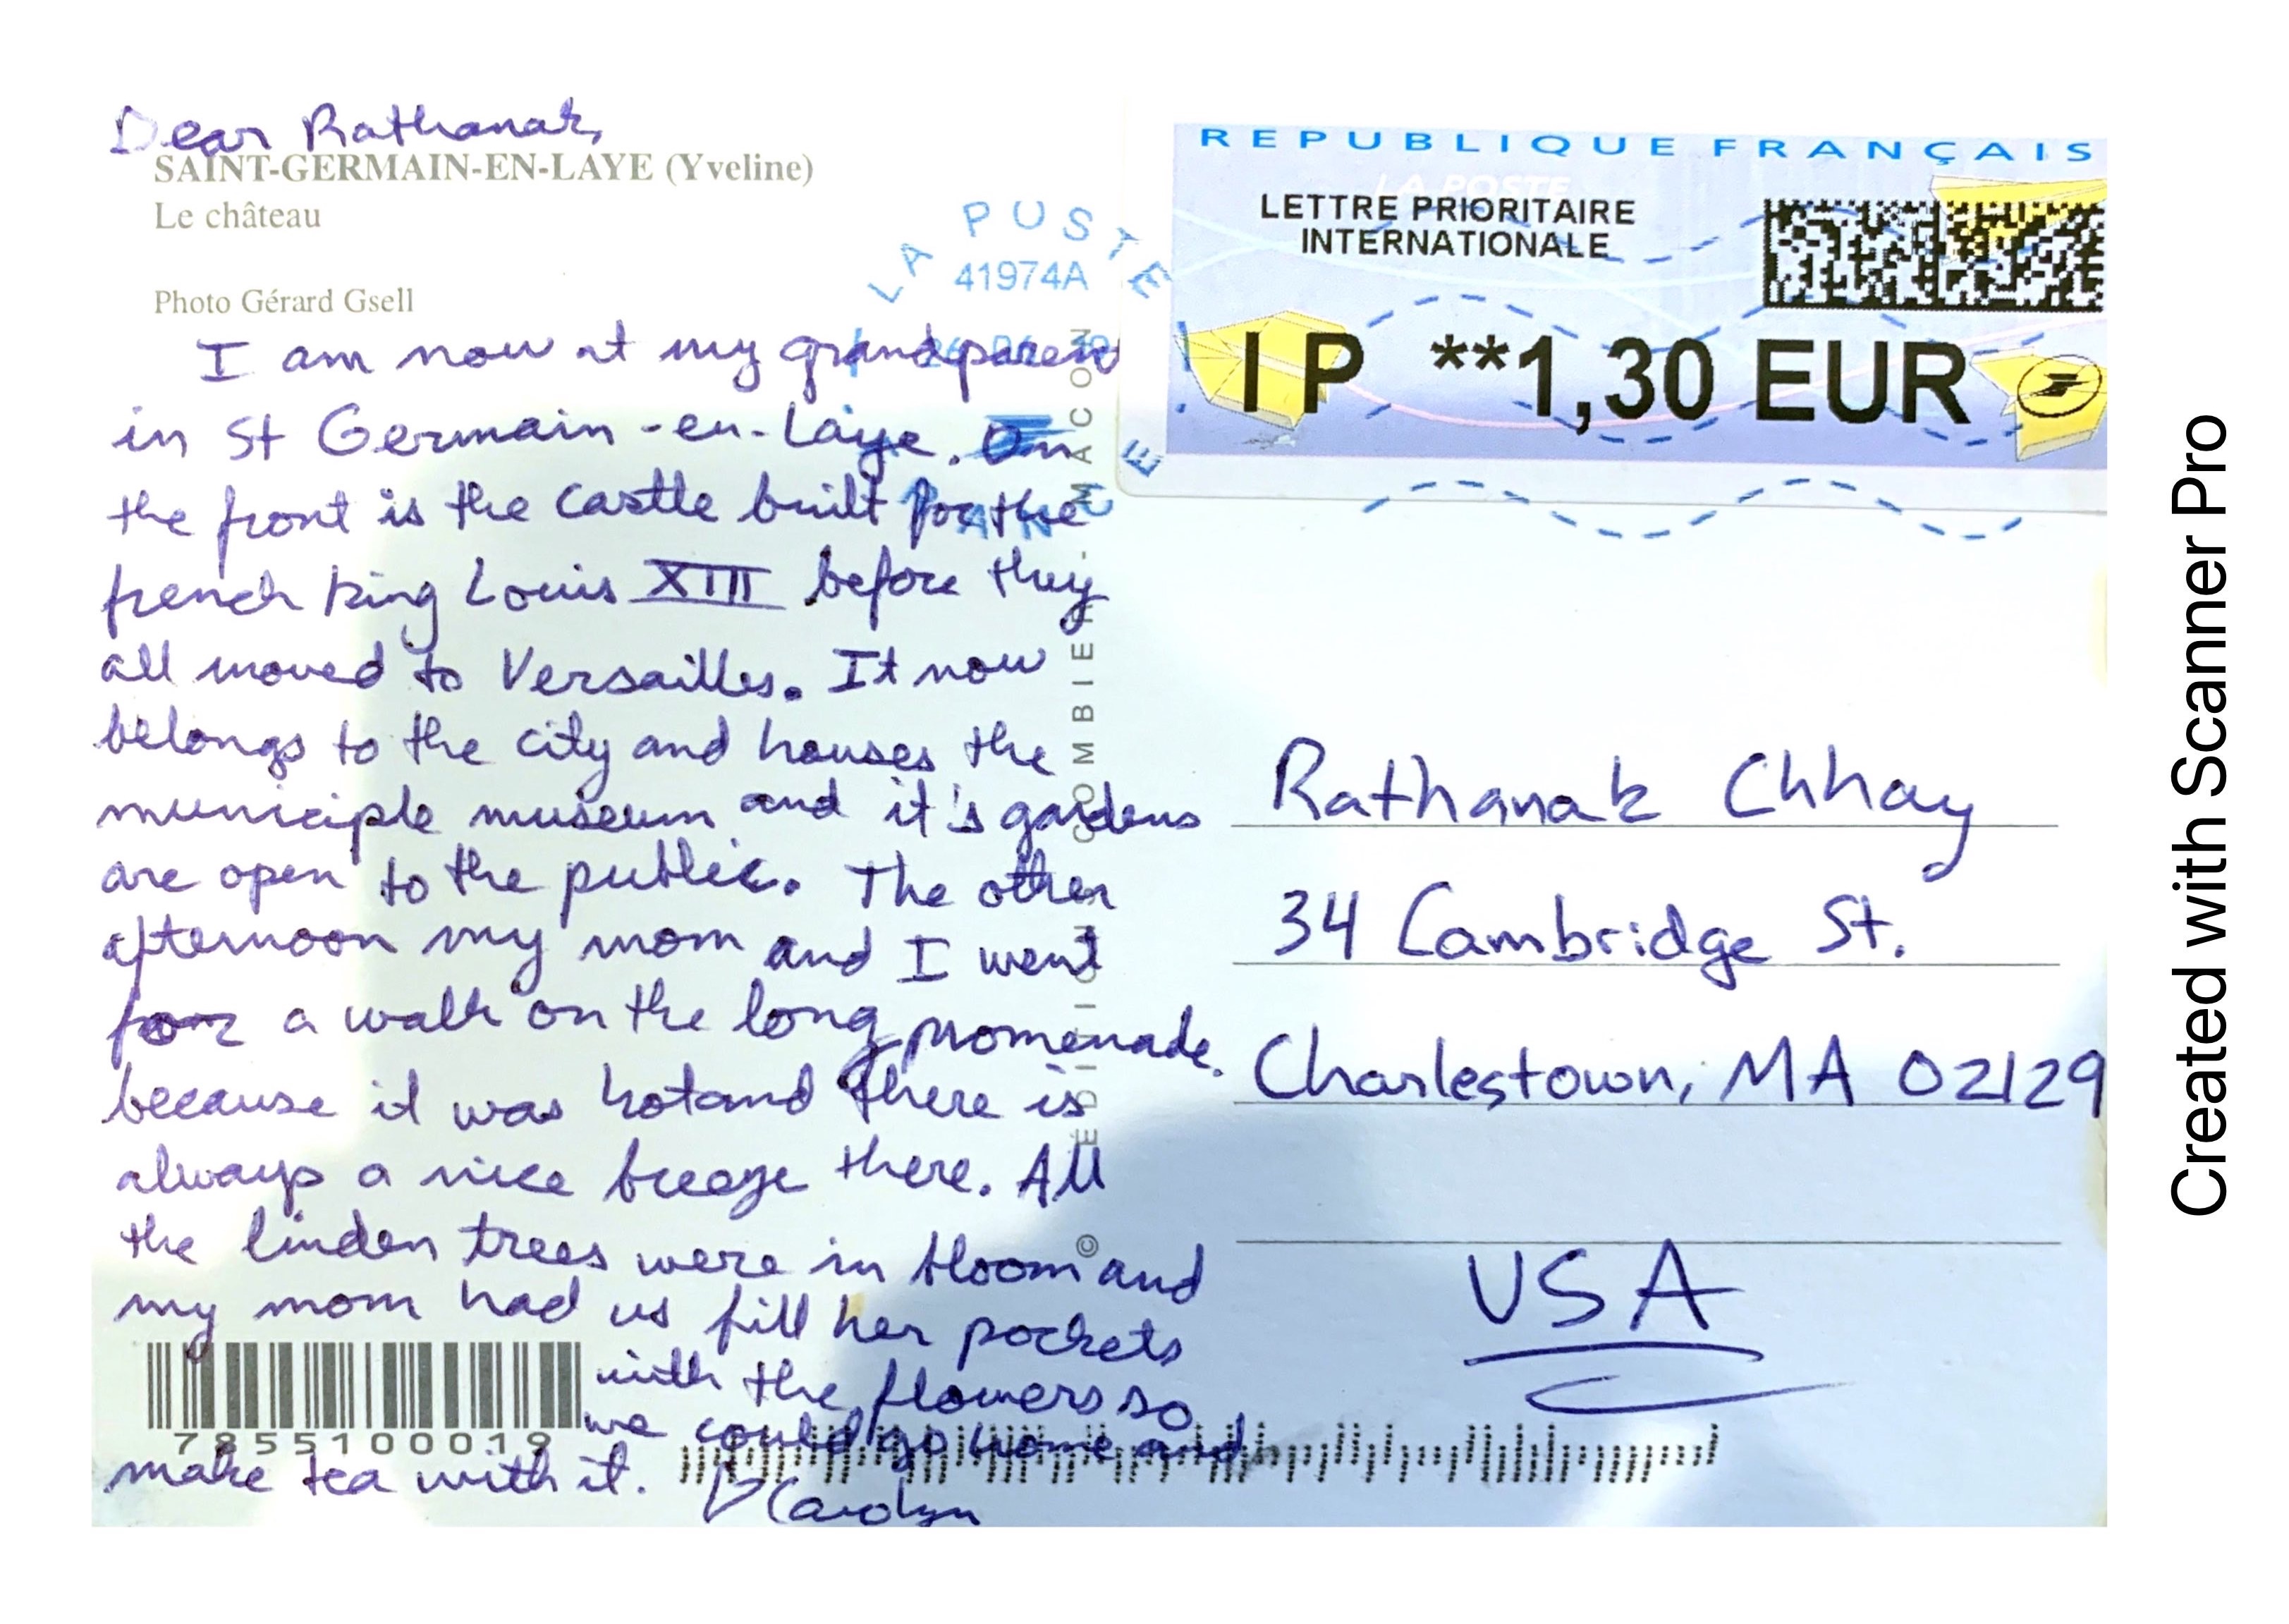 Dear Rathanak,
SAINT-GERMAIN-EN-LAYE (Yveline)
Le château
Photo Gérard Gsell
I am now at my grandparent
in St Germain-en-Laye. On
the front is the castle built for the
french king Louis XIII before they
all moved to Versailles. It now
belongs to the city and houses the
municiple museum and it's gardens
are open to the public. The other
afternoon my mom and I went
for a walk on the long promenade.
because it was hot and there is
always a nice breeze there. All
the linden trees were in bloom and
my mom had us fill her pockets
with the flowers so
we could go home and
make tea with it.
Carolyn
7855100019
ÉDITION COMBIER - MACON
©
LA POSTE
41974A
FRANCE
REPUBLIQUE FRANÇAIS
LA POSTE
LETTRE PRIORITAIRE
INTERNATIONALE
IP **1,30 EUR
Rathanak Chhay
34 Cambridge St.
Charlestown, MA 02129
USA
Created with Scanner Pro